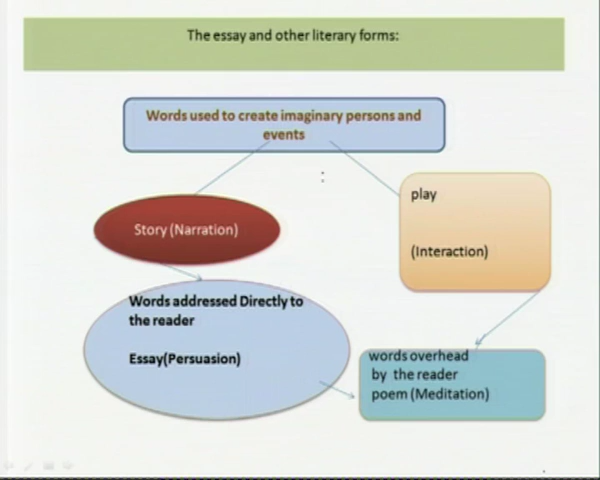 The essay and other literary forms:
Words used to create imaginary persons and
events
:
Story (Narration)
play
(Interaction)
Words addressed Directly to
the reader
Essay(Persuasion)
words overhead
by the reader
poem (Meditation)